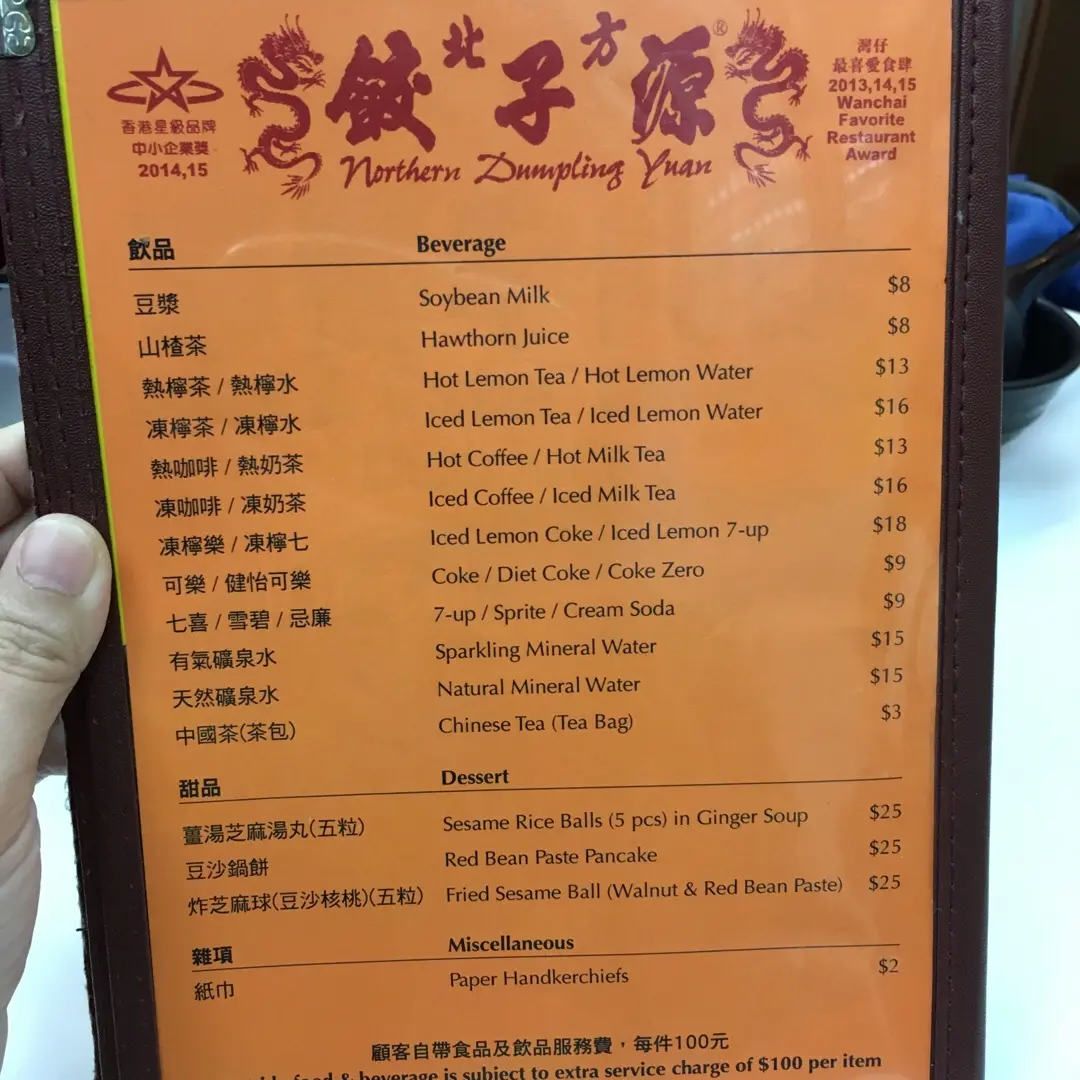 北方
餃子源®
Northern Dumpling Yuan
香港星級品牌
中小企業獎
2014,15
灣仔
最喜愛食肆
2013,14,15
Wanchai
Favorite
Restaurant
Award
飲品 Beverage
豆漿 Soybean Milk $8
山楂茶 Hawthorn Juice $8
熱檸茶 / 熱檸水 Hot Lemon Tea / Hot Lemon Water $13
凍檸茶 / 凍檸水 Iced Lemon Tea / Iced Lemon Water $16
熱咖啡 / 熱奶茶 Hot Coffee / Hot Milk Tea $13
凍咖啡 / 凍奶茶 Iced Coffee / Iced Milk Tea $16
凍檸樂 / 凍檸七 Iced Lemon Coke / Iced Lemon 7-up $18
可樂 / 健怡可樂 Coke / Diet Coke / Coke Zero $9
七喜 / 雪碧 / 忌廉 7-up / Sprite / Cream Soda $9
有氣礦泉水 Sparkling Mineral Water $15
天然礦泉水 Natural Mineral Water $15
中國茶(茶包) Chinese Tea (Tea Bag) $3
甜品 Dessert
薑湯芝麻湯丸(五粒) Sesame Rice Balls (5 pcs) in Ginger Soup $25
豆沙鍋餅 Red Bean Paste Pancake $25
炸芝麻球(豆沙核桃)(五粒) Fried Sesame Ball (Walnut & Red Bean Paste) $25
雜項 Miscellaneous
紙巾 Paper Handkerchiefs $2
顧客自帶食品及飲品服務費，每件100元
food & beverage is subject to extra service charge of $100 per item